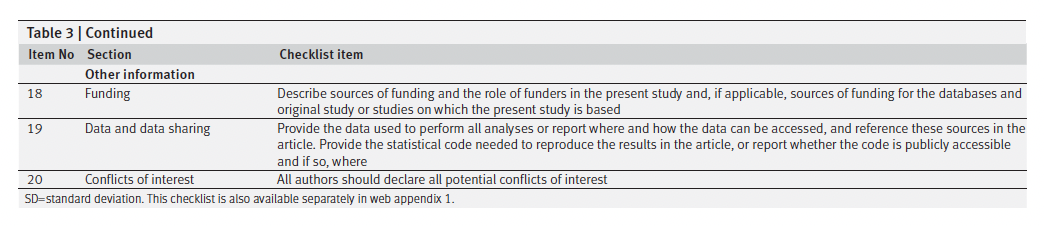 Table 3 | Continued
Item No Section Checklist item
Other information
18 Funding Describe sources of funding and the role of funders in the present study and, if applicable, sources of funding for the databases and
original study or studies on which the present study is based
19 Data and data sharing Provide the data used to perform all analyses or report where and how the data can be accessed, and reference these sources in the
article. Provide the statistical code needed to reproduce the results in the article, or report whether the code is publicly accessible
and if so, where
20 Conflicts of interest All authors should declare all potential conflicts of interest
SD=standard deviation. This checklist is also available separately in web appendix 1.